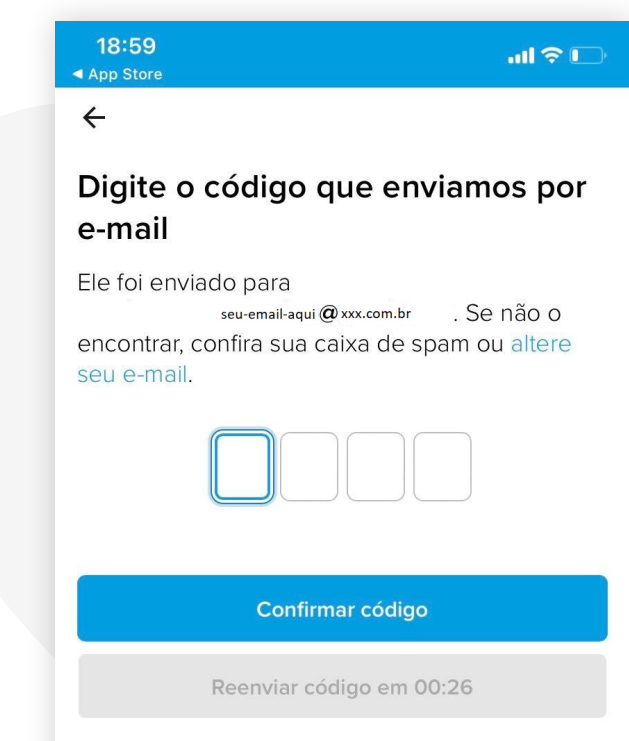 18:59
◀ App Store
Digite o código que enviamos por
e-mail
Ele foi enviado para
seu-email-aqui@xxx.com.br . Se não o
encontrar, confira sua caixa de spam ou altere
seu e-mail.
Confirmar código
Reenviar código em 00:26